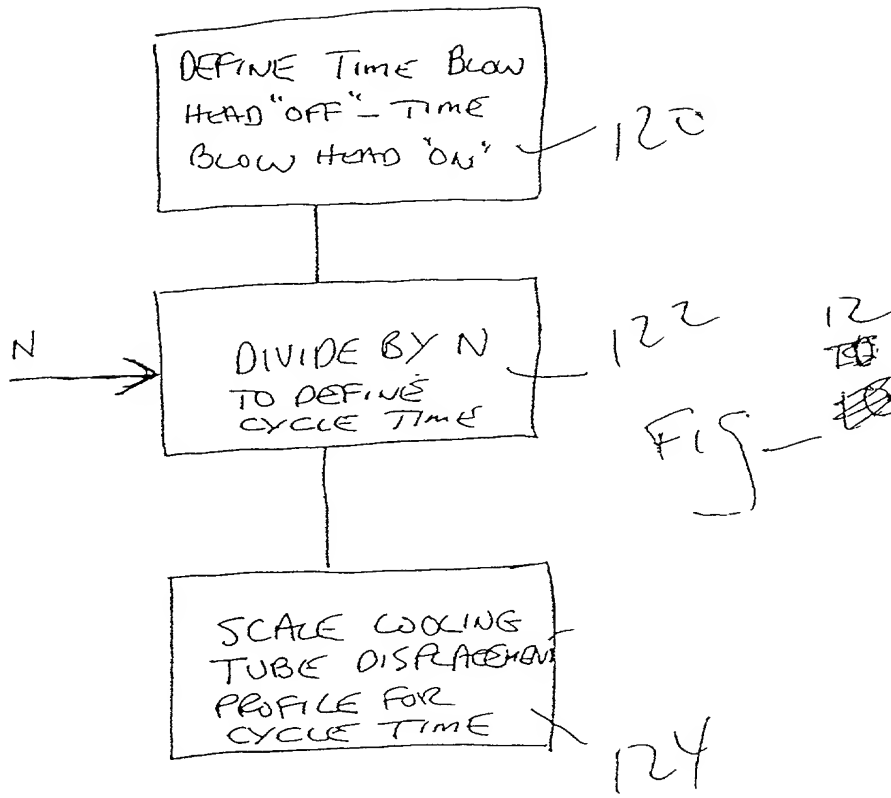 DEFINE TIME BLOW
HEAD "OFF" - TIME
BLOW HEAD "ON"
120
N
DIVIDE BY N
TO DEFINE
CYCLE TIME
122
12
Fig
SCALE COOLING
TUBE DISPLACEMENT
PROFILE FOR
CYCLE TIME
124